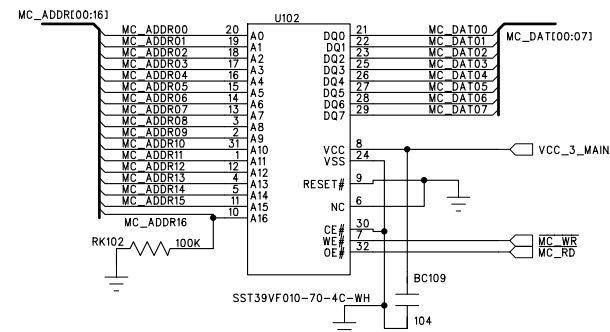 MC_ADDR[00:16]
U102
MC_ADDR00 20 A0 DQ0 21 MC_DAT00
MC_ADDR01 19 A1 DQ1 22 MC_DAT01
MC_DAT[00:07]
MC_ADDR02 18 A2 DQ2 23 MC_DAT02
MC_ADDR03 17 A3 DQ3 25 MC_DAT03
MC_ADDR04 16 A4 DQ4 26 MC_DAT04
MC_ADDR05 15 A5 DQ5 27 MC_DAT05
MC_ADDR06 14 A6 DQ6 28 MC_DAT06
MC_ADDR07 13 A7 DQ7 29 MC_DAT07
MC_ADDR08 3 A8
MC_ADDR09 2 A9
MC_ADDR10 31 A10 VCC 8 VCC_3_MAIN
MC_ADDR11 1 A11 VSS 24
MC_ADDR12 12 A12
MC_ADDR13 4 A13 RESET# 9
MC_ADDR14 5 A14
MC_ADDR15 11 A15 NC 6
MC_ADDR16 10 A16
CE# 30
WE# 7 MC_WR
OE# 32 MC_RD
RK102 100K
BC109
SST39VF010-70-4C-WH
104